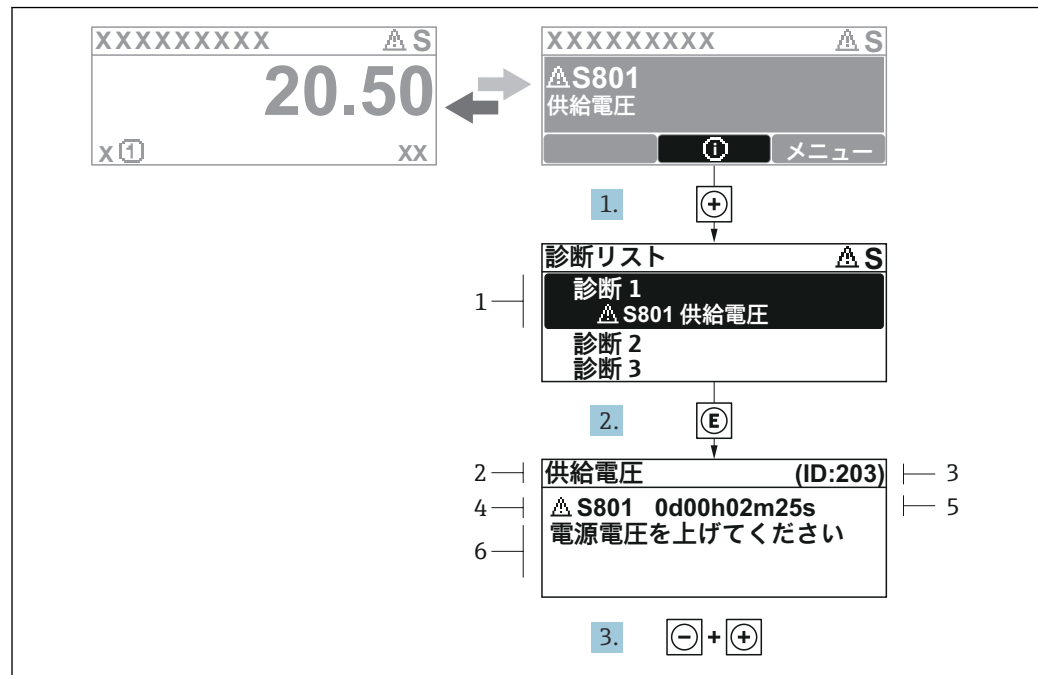 XXXXXXXXX ⚠ S
20.50
x ① xx
XXXXXXXXX ⚠ S
⚠S801
供給電圧
ⓘ メニュー
1. +
診断リスト ⚠ S
1
診断 1
⚠ S801 供給電圧
診断 2
診断 3
2. E
2 供給電圧 (ID:203) 3
4 ⚠ S801 0d00h02m25s 5
6 電源電圧を上げてください
3. - + +